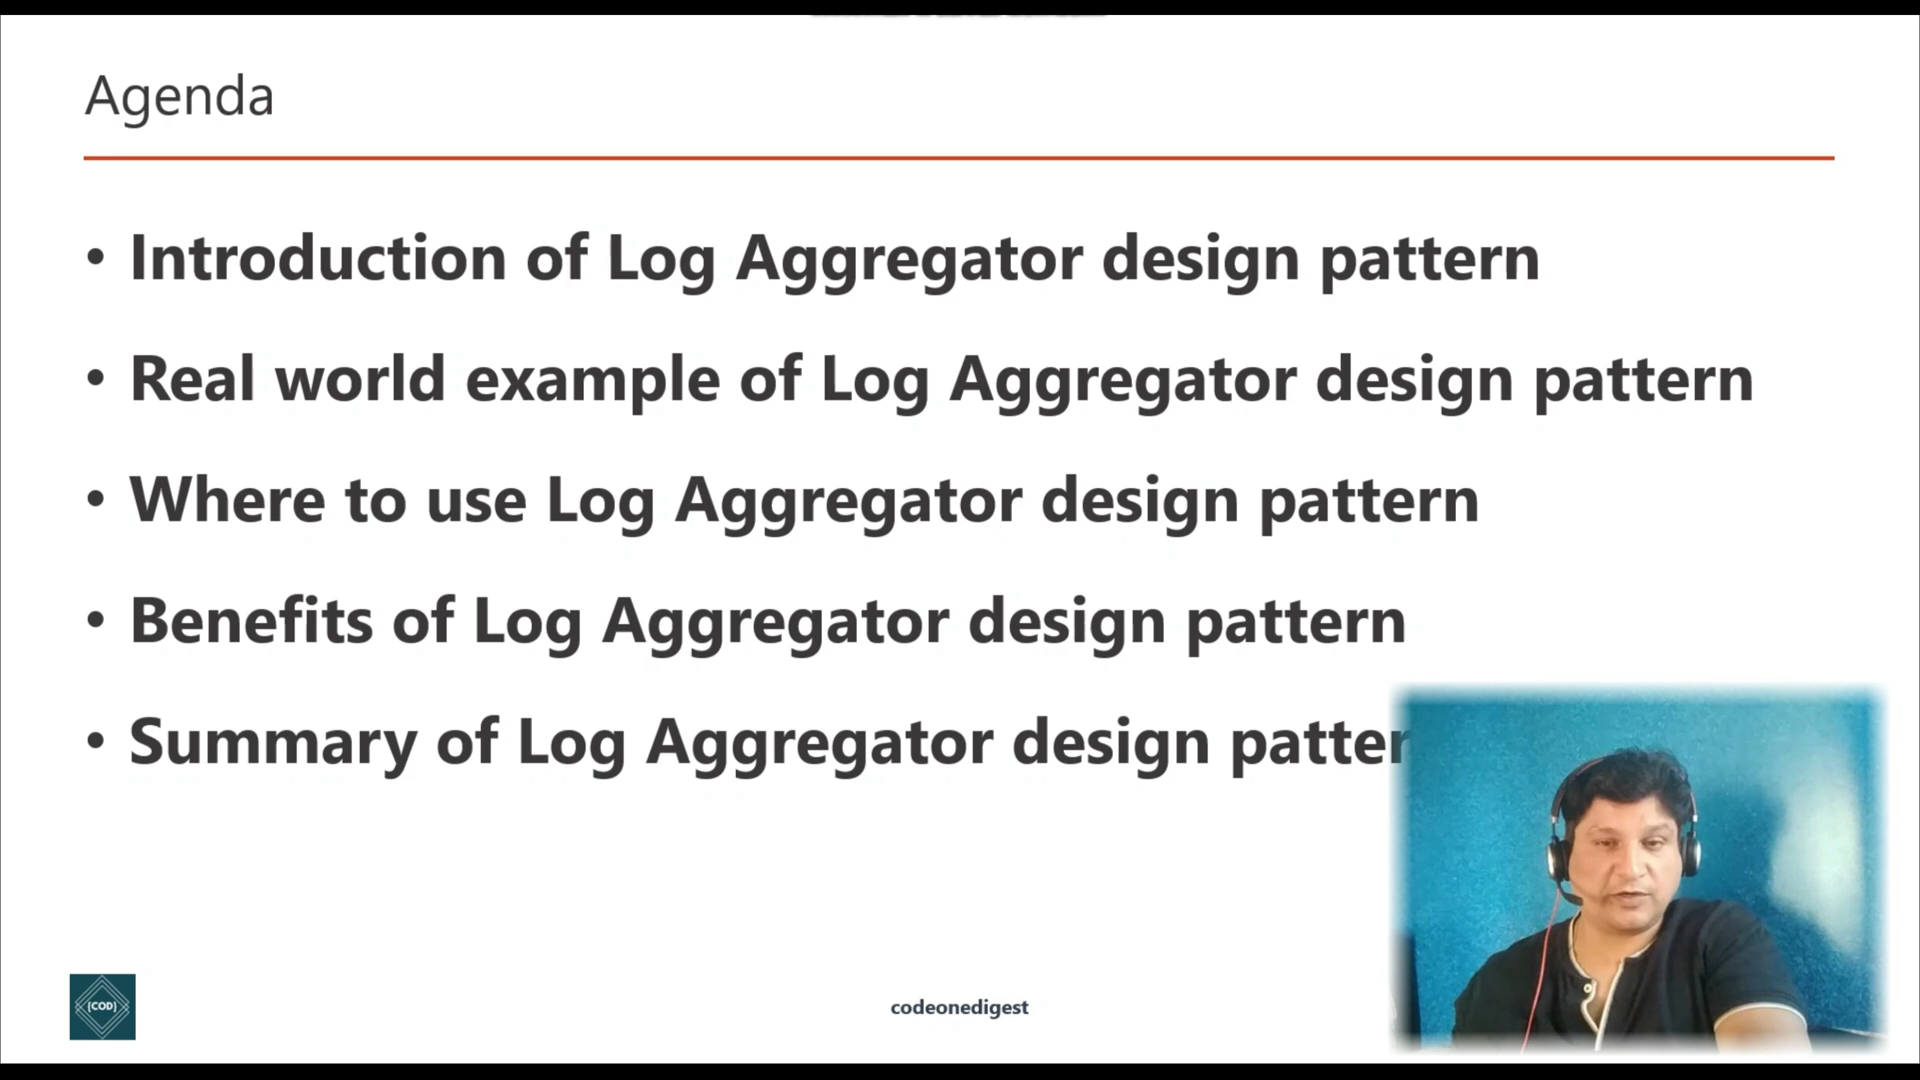 Agenda
• Introduction of Log Aggregator design pattern
• Real world example of Log Aggregator design pattern
• Where to use Log Aggregator design pattern
• Benefits of Log Aggregator design pattern
• Summary of Log Aggregator design patter
[COD]
codeonedigest